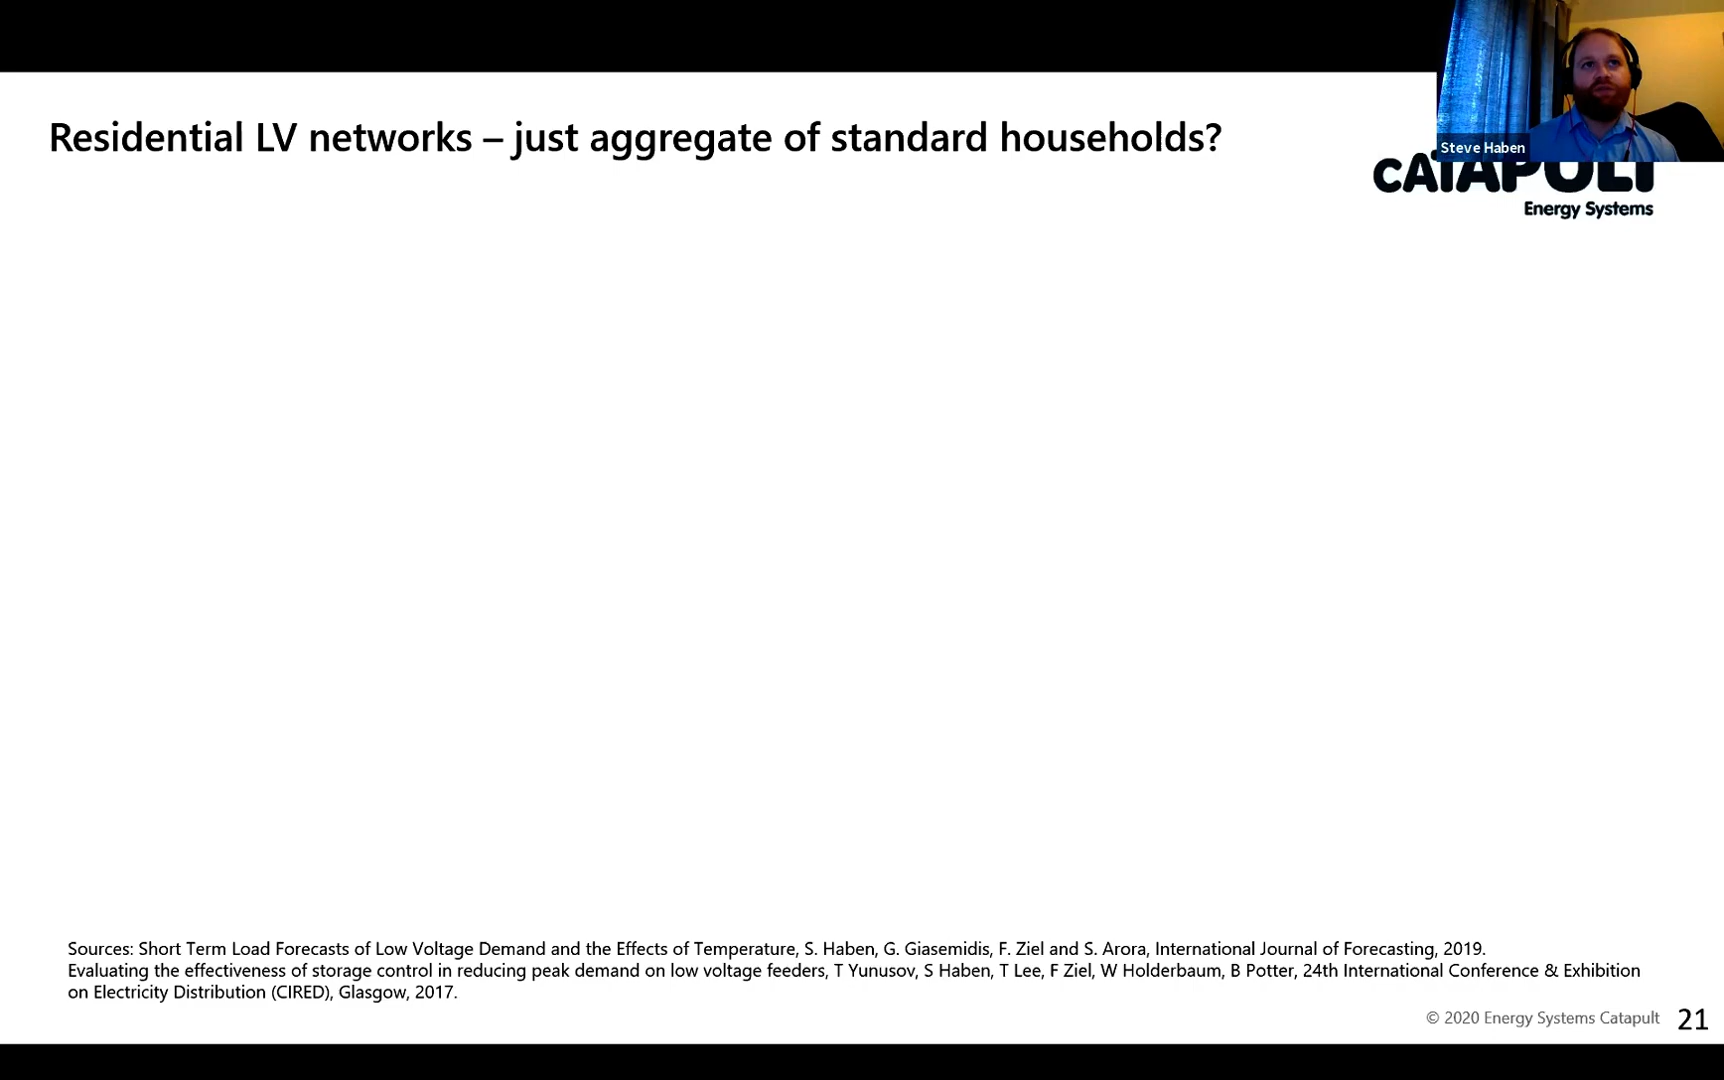 Residential LV networks – just aggregate of standard households?
Steve Haben
CATAPULT
Energy Systems
Sources: Short Term Load Forecasts of Low Voltage Demand and the Effects of Temperature, S. Haben, G. Giasemidis, F. Ziel and S. Arora, International Journal of Forecasting, 2019.
Evaluating the effectiveness of storage control in reducing peak demand on low voltage feeders, T Yunusov, S Haben, T Lee, F Ziel, W Holderbaum, B Potter, 24th International Conference & Exhibition
on Electricity Distribution (CIRED), Glasgow, 2017.
© 2020 Energy Systems Catapult
21